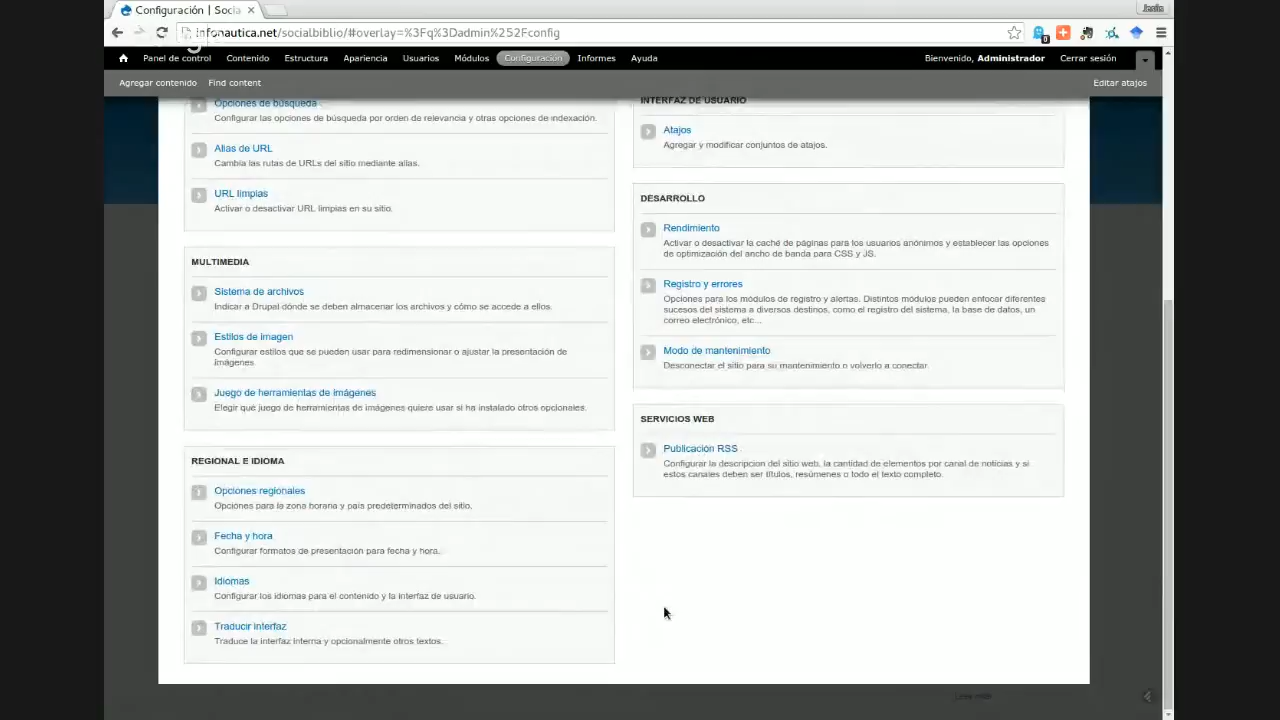 Configuración | Socia
Janlia
infonautica.net/socialbiblio/#overlay=%3Fq%3Dadmin%252Fconfig
Panel de control Contenido Estructura Apariencia Usuarios Módulos Configuración Informes Ayuda Bienvenido, Administrador Cerrar sesión
Agregar contenido Find content Editar atajos
Opciones de búsqueda
Configurar las opciones de búsqueda por orden de relevancia y otras opciones de indexación.
Alias de URL
Cambia las rutas de URLs del sitio mediante alias.
URL limpias
Activar o desactivar URL limpias en su sitio.
MULTIMEDIA
Sistema de archivos
Indicar a Drupal dónde se deben almacenar los archivos y cómo se accede a ellos.
Estilos de imagen
Configurar estilos que se pueden usar para redimensionar o ajustar la presentación de
imágenes.
Juego de herramientas de imágenes
Elegir qué juego de herramientas de imágenes quiere usar si ha instalado otros opcionales.
REGIONAL E IDIOMA
Opciones regionales
Opciones para la zona horaria y país predeterminados del sitio.
Fecha y hora
Configurar formatos de presentación para fecha y hora.
Idiomas
Configurar los idiomas para el contenido y la interfaz de usuario.
Traducir interfaz
Traduce la interfaz interna y opcionalmente otros textos.
INTERFAZ DE USUARIO
Atajos
Agregar y modificar conjuntos de atajos.
DESARROLLO
Rendimiento
Activar o desactivar la caché de páginas para los usuarios anónimos y establecer las opciones
de optimización del ancho de banda para CSS y JS.
Registro y errores
Opciones para los módulos de registro y alertas. Distintos módulos pueden enfocar diferentes
sucesos del sistema a diversos destinos, como el registro del sistema, la base de datos, un
correo electrónico, etc...
Modo de mantenimiento
Desconectar el sitio para su mantenimiento o volverlo a conectar.
SERVICIOS WEB
Publicación RSS
Configurar la descripcion del sitio web, la cantidad de elementos por canal de noticias y si
estos canales deben ser títulos, resúmenes o todo el texto completo.